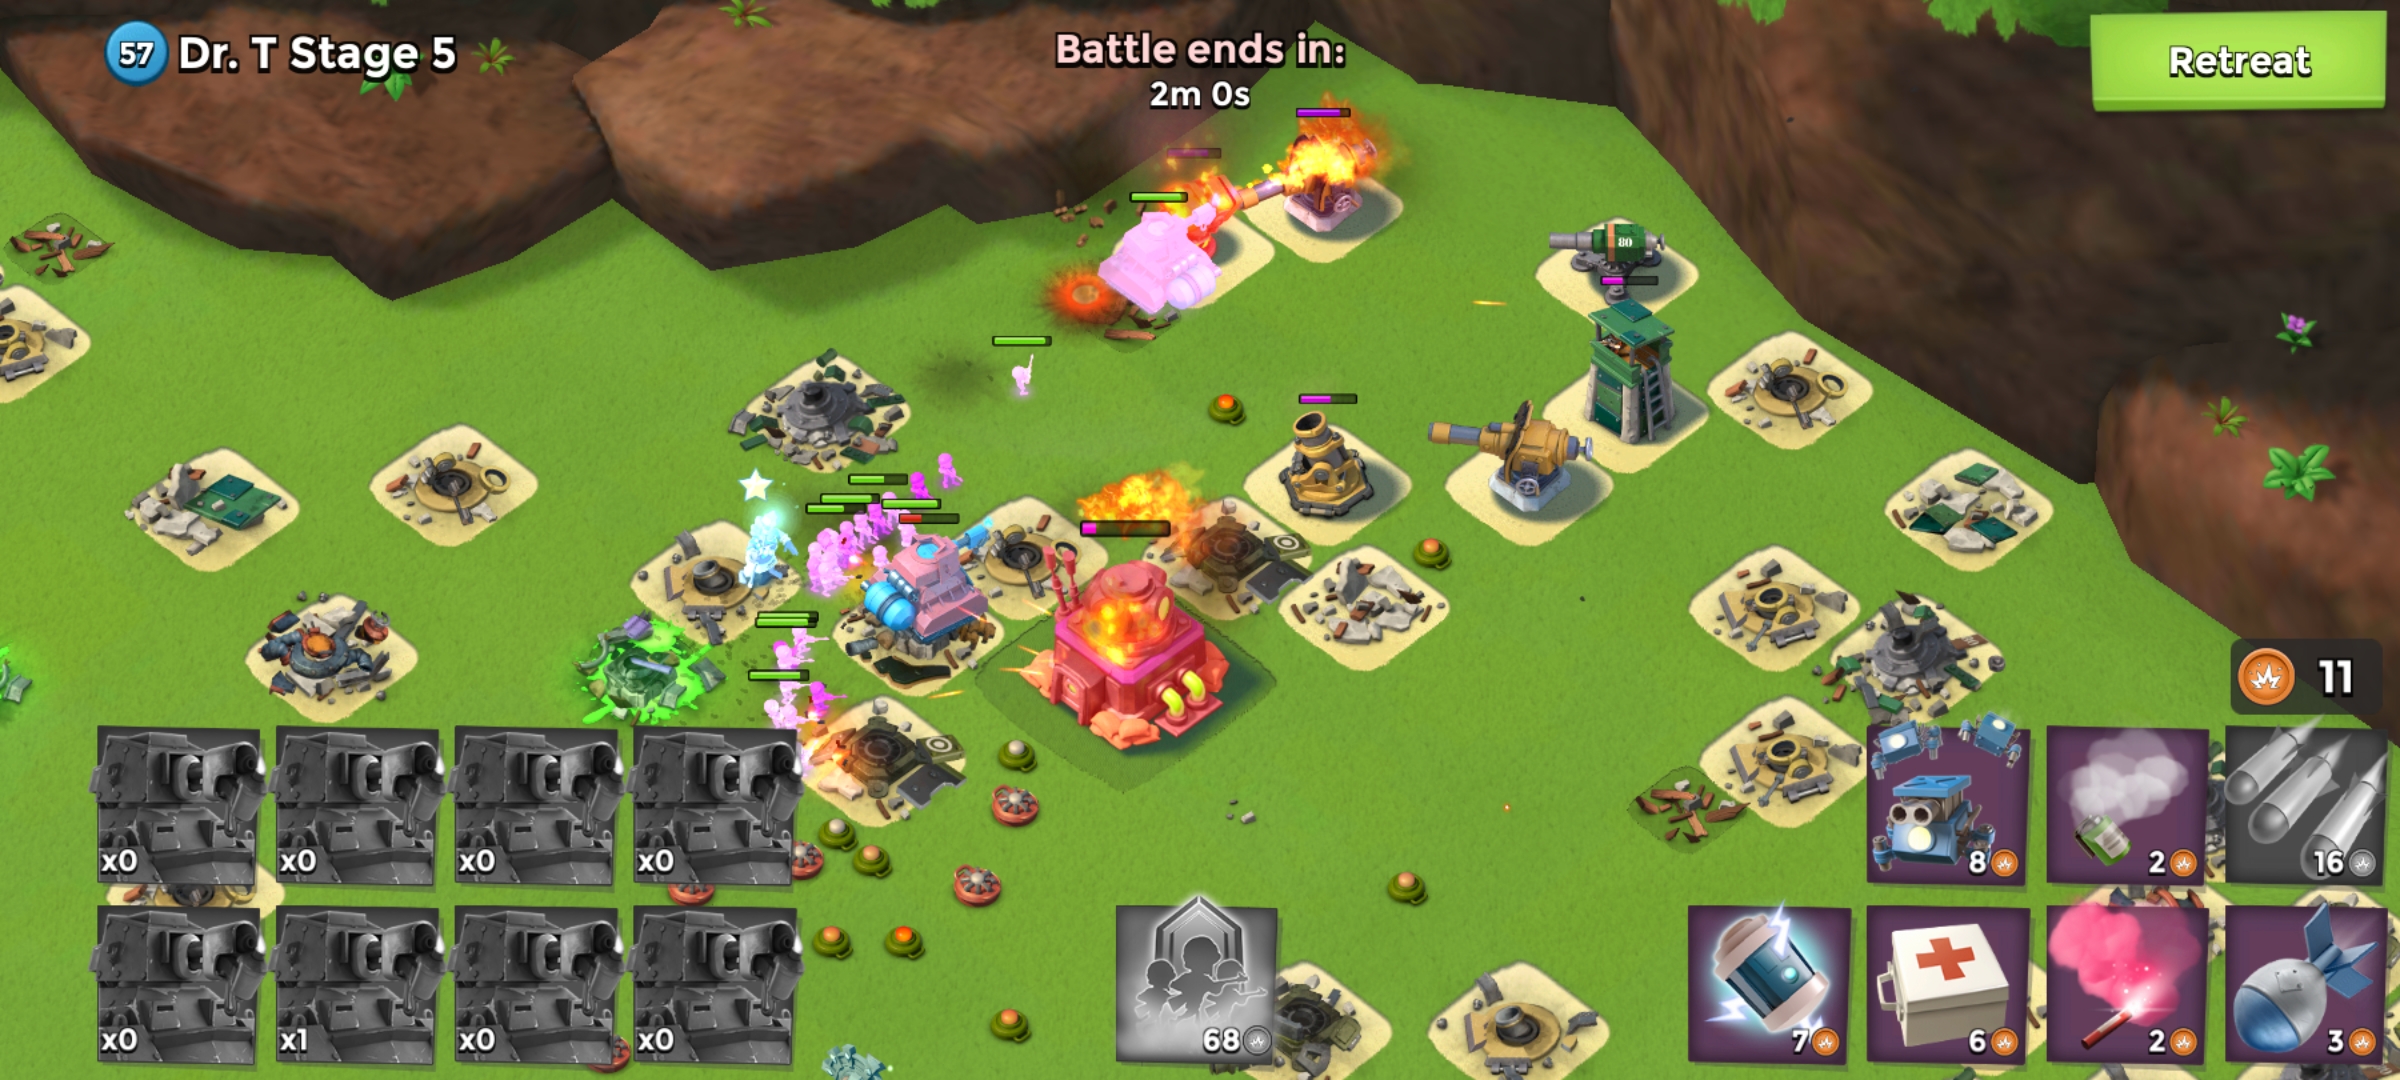 57 Dr. T Stage 5
Battle ends in:
2m 0s
Retreat
80
11
x0 x0 x0 x0
8 2 16
x0 x1 x0 x0
68
7 6 2 3